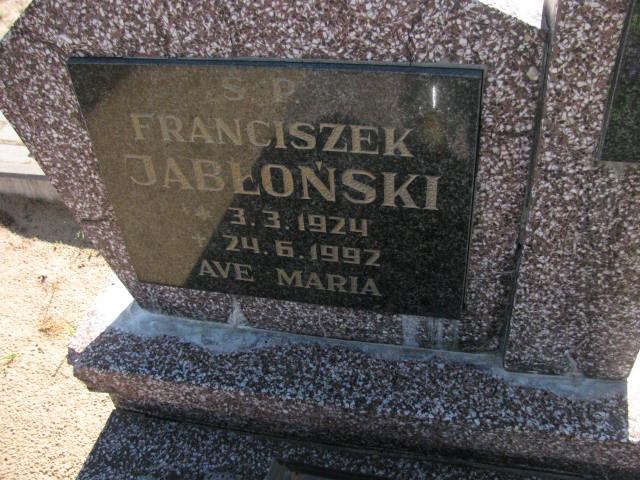 Ś P
FRANCISZEK
JABŁOŃSKI
* 3.3.1924
+ 24.6.1992
AVE MARIA